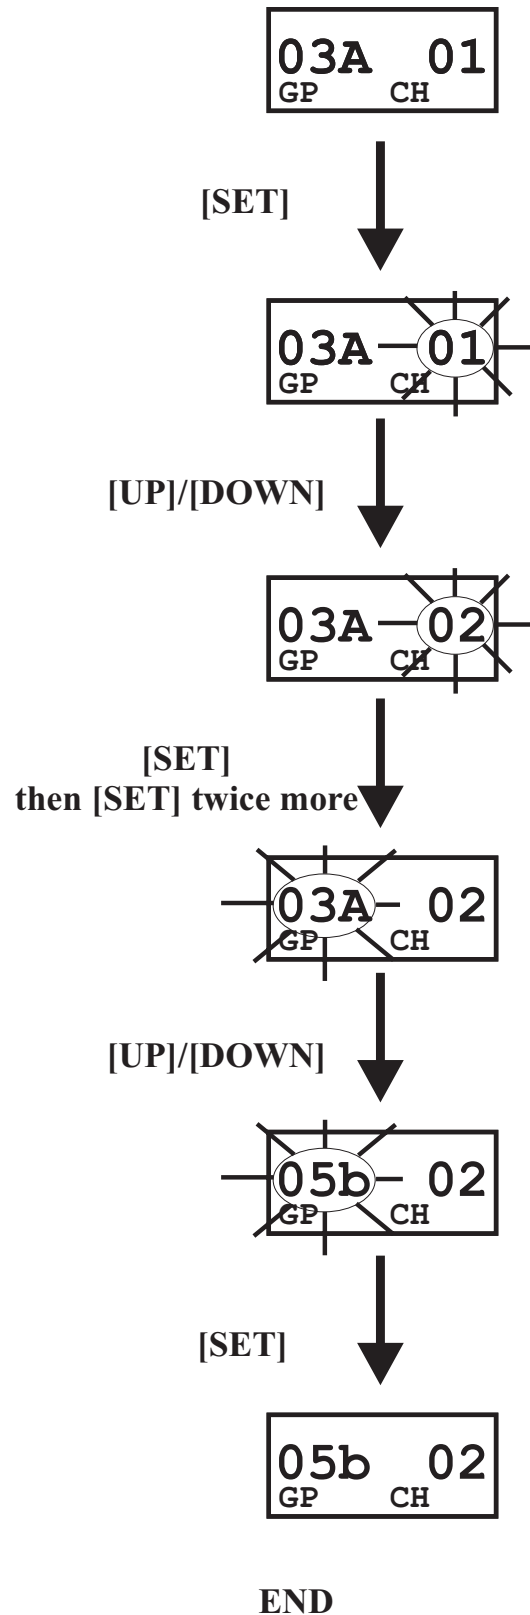 03A 01
GP CH
[SET]
03A 01
GP CH
[UP]/[DOWN]
03A 02
GP CH
[SET]
then [SET] twice more
03A 02
GP CH
[UP]/[DOWN]
05b 02
GP CH
[SET]
05b 02
GP CH
END